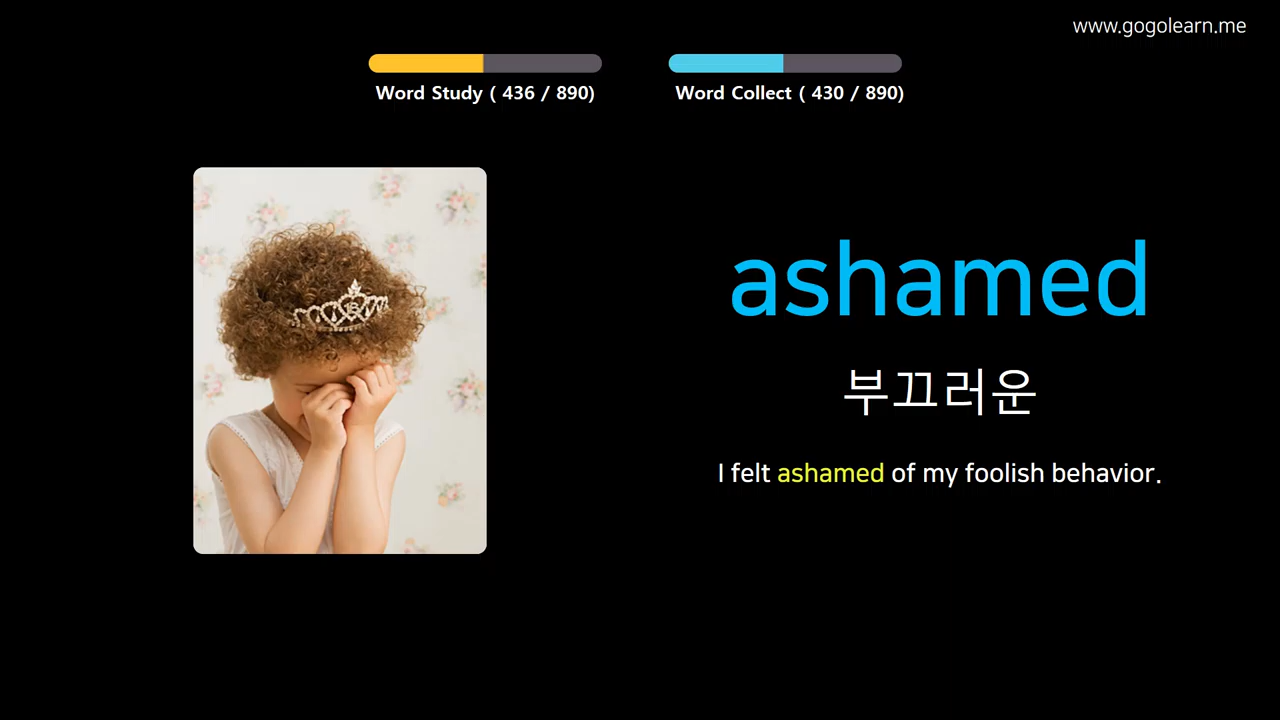 www.gogolearn.me
Word Study ( 436 / 890)
Word Collect ( 430 / 890)
ashamed
부끄러운
I felt ashamed of my foolish behavior.